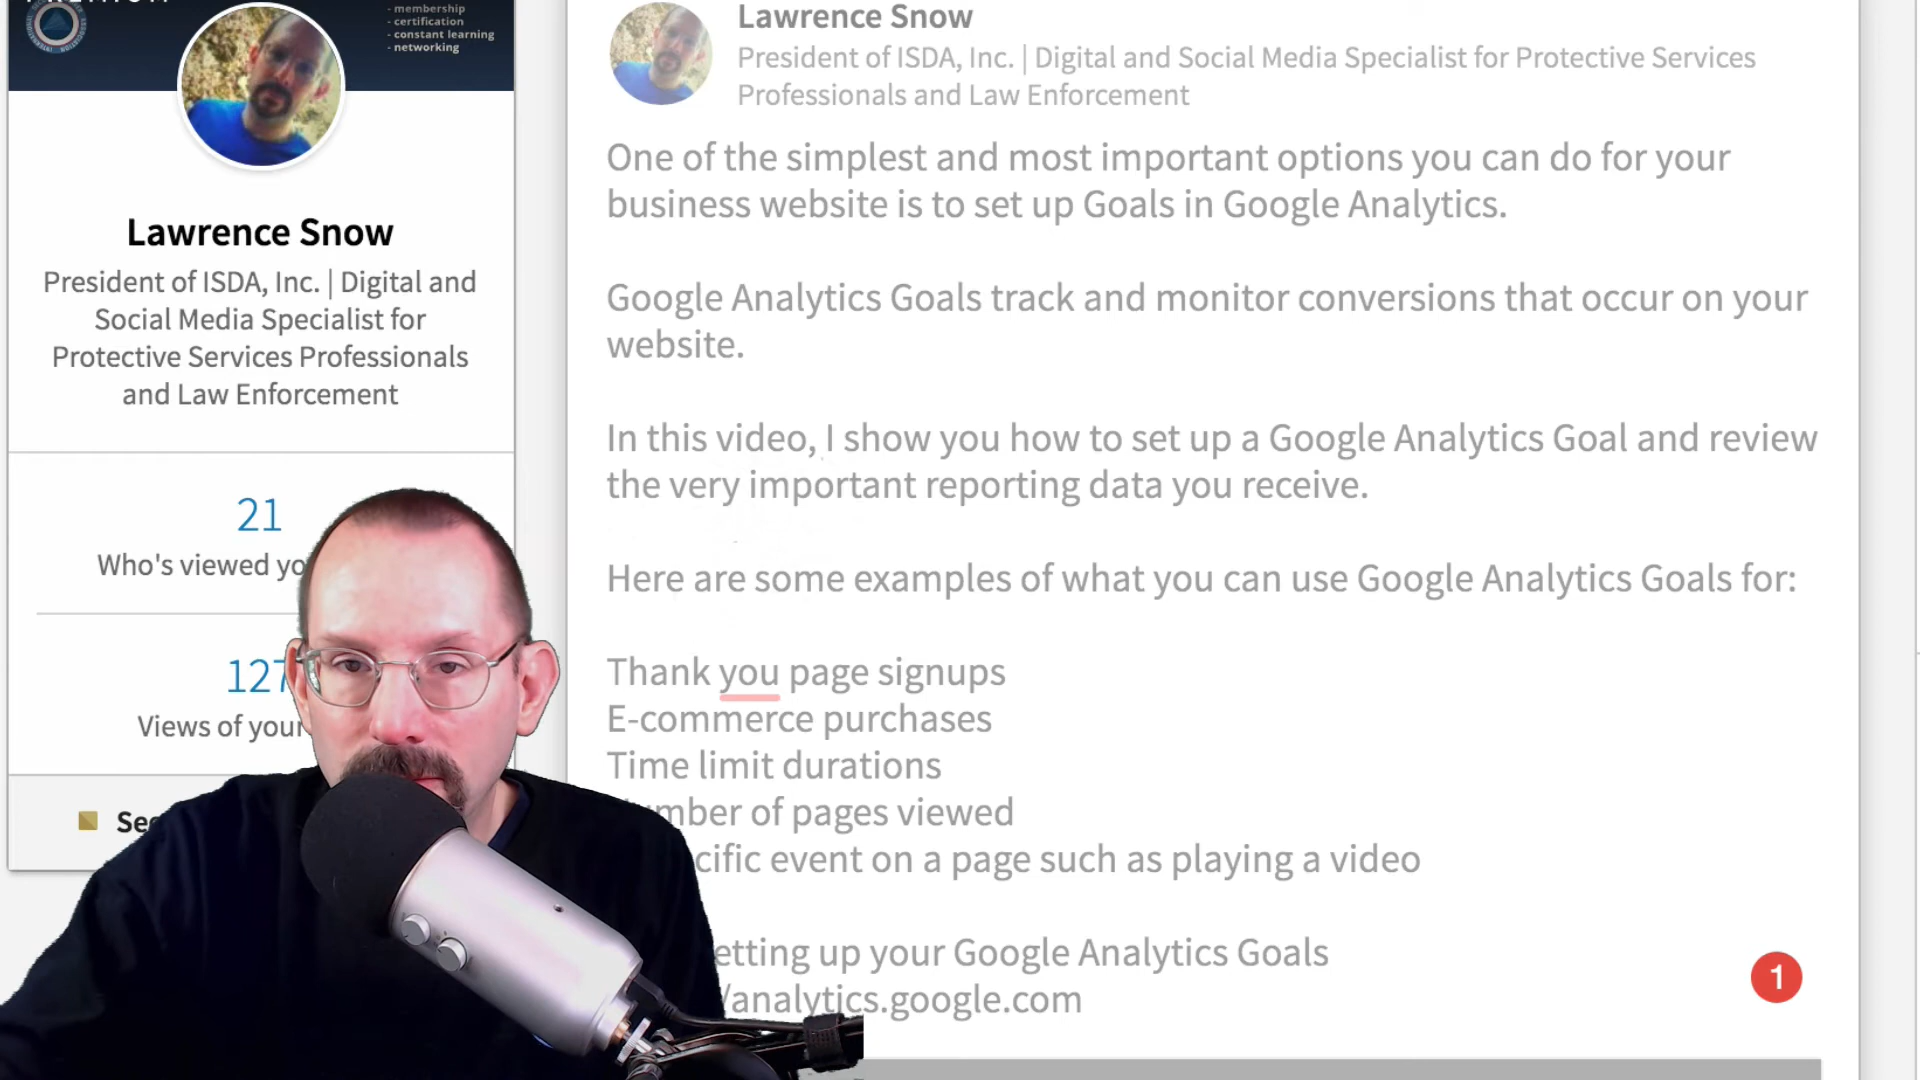 - membership
- certification
- constant learning
- networking
Lawrence Snow
President of ISDA, Inc. | Digital and
Social Media Specialist for
Protective Services Professionals
and Law Enforcement
21
Who's viewed yo
127
Views of your
See
Lawrence Snow
President of ISDA, Inc. | Digital and Social Media Specialist for Protective Services
Professionals and Law Enforcement
One of the simplest and most important options you can do for your
business website is to set up Goals in Google Analytics.
Google Analytics Goals track and monitor conversions that occur on your
website.
In this video, I show you how to set up a Google Analytics Goal and review
the very important reporting data you receive.
Here are some examples of what you can use Google Analytics Goals for:
Thank you page signups
E-commerce purchases
Time limit durations
umber of pages viewed
cific event on a page such as playing a video
etting up your Google Analytics Goals
/analytics.google.com
1